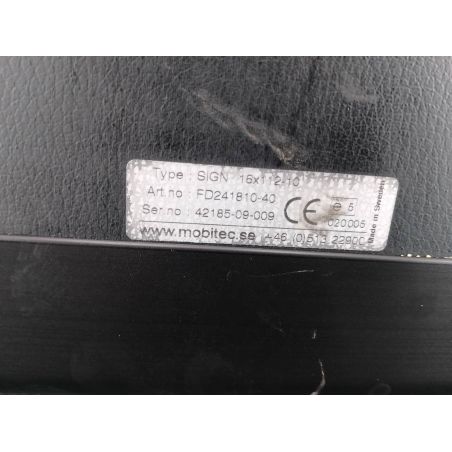 Type : SIGN 16x112-10
Art.no : FD241810-40
Ser.no : 42185-09-009
CE
5
020005
www.mobitec.se +46 (0)513 22900
Made in Sweden